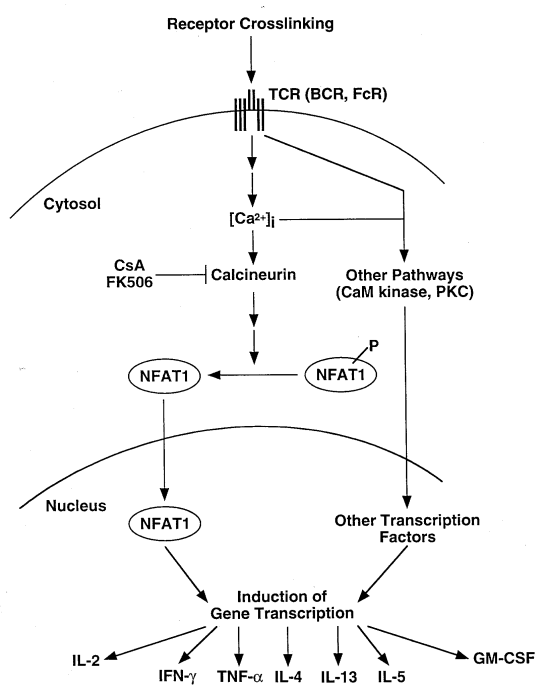 Receptor Crosslinking
TCR (BCR, FcR)
Cytosol
[Ca²⁺]i
CsA
FK506
Calcineurin
Other Pathways
(CaM kinase, PKC)
P
NFAT1
NFAT1
Nucleus
NFAT1
Other Transcription
Factors
Induction of
Gene Transcription
IL-2
IFN-γ
TNF-α
IL-4
IL-13
IL-5
GM-CSF